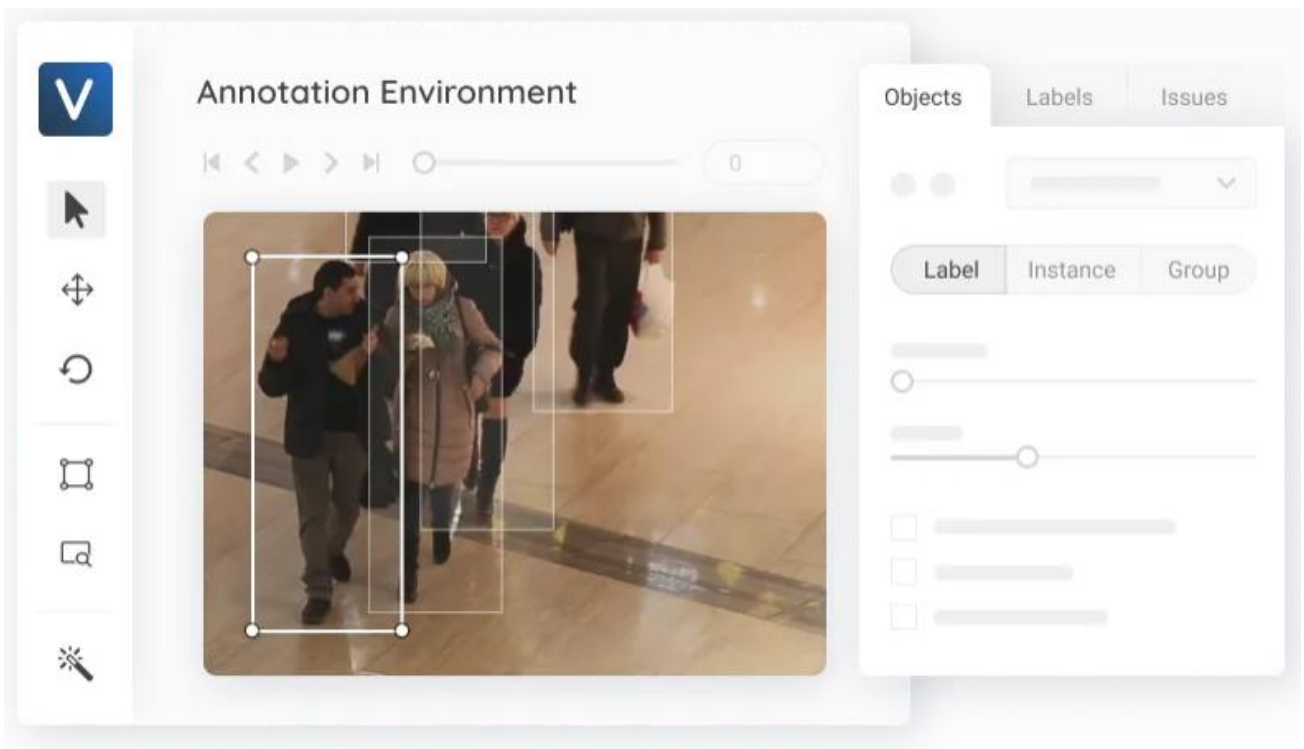 V
Annotation Environment
0
Objects Labels Issues
Label Instance Group